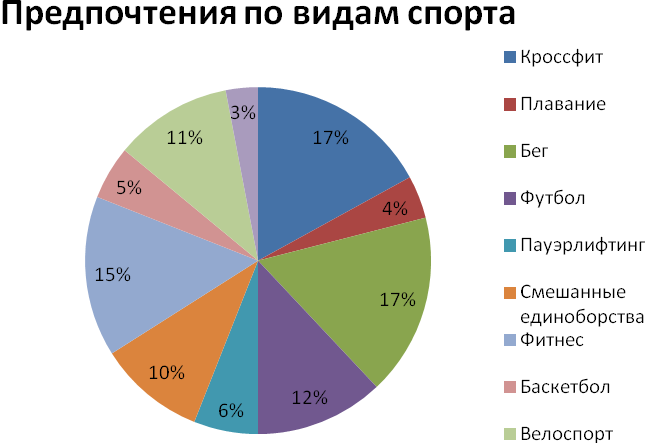 Предпочтения по видам спорта
Кроссфит
Плавание
Бег
Футбол
Пауэрлифтинг
Смешанные
единоборства
Фитнес
Баскетбол
Велоспорт
3%
17%
11%
5%
4%
15%
17%
10%
6%
12%